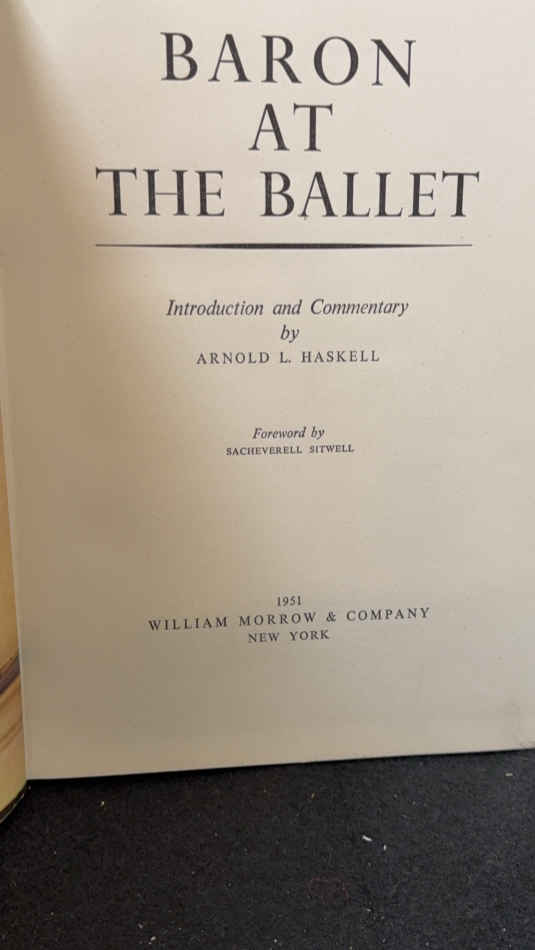 BARON
AT
THE BALLET
Introduction and Commentary
by
ARNOLD L. HASKELL
Foreword by
SACHEVERELL SITWELL
1951
WILLIAM MORROW & COMPANY
NEW YORK